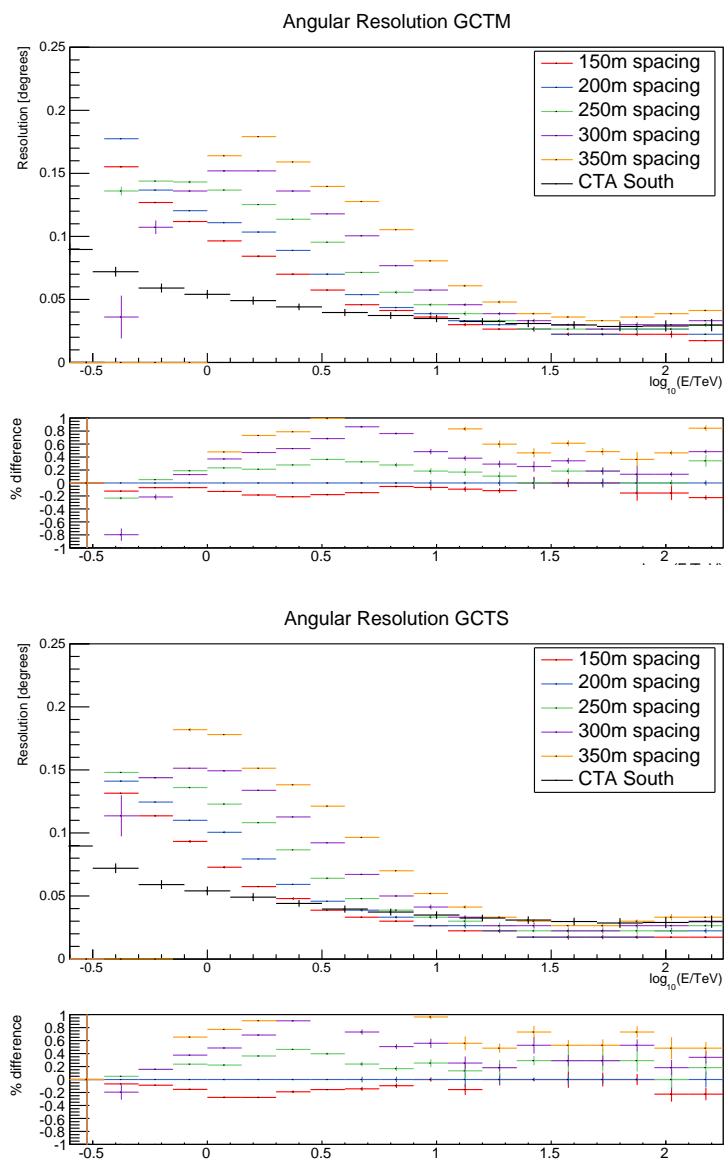 Angular Resolution GCTM
Resolution [degrees]
0.25
0.2
0.15
0.1
0.05
0
150m spacing
200m spacing
250m spacing
300m spacing
350m spacing
CTA South
-0.5 0 0.5 1 1.5 2
log10(E/TeV)
% difference
1
0.8
0.6
0.4
0.2
0
-0.2
-0.4
-0.6
-0.8
-1
-0.5 0 0.5 1 1.5 2
(E/TeV)
Angular Resolution GCTS
Resolution [degrees]
0.25
0.2
0.15
0.1
0.05
0
150m spacing
200m spacing
250m spacing
300m spacing
350m spacing
CTA South
-0.5 0 0.5 1 1.5 2
log10(E/TeV)
% difference
1
0.8
0.6
0.4
0.2
0
-0.2
-0.4
-0.6
-0.8
-1
-0.5 0 0.5 1 1.5 2